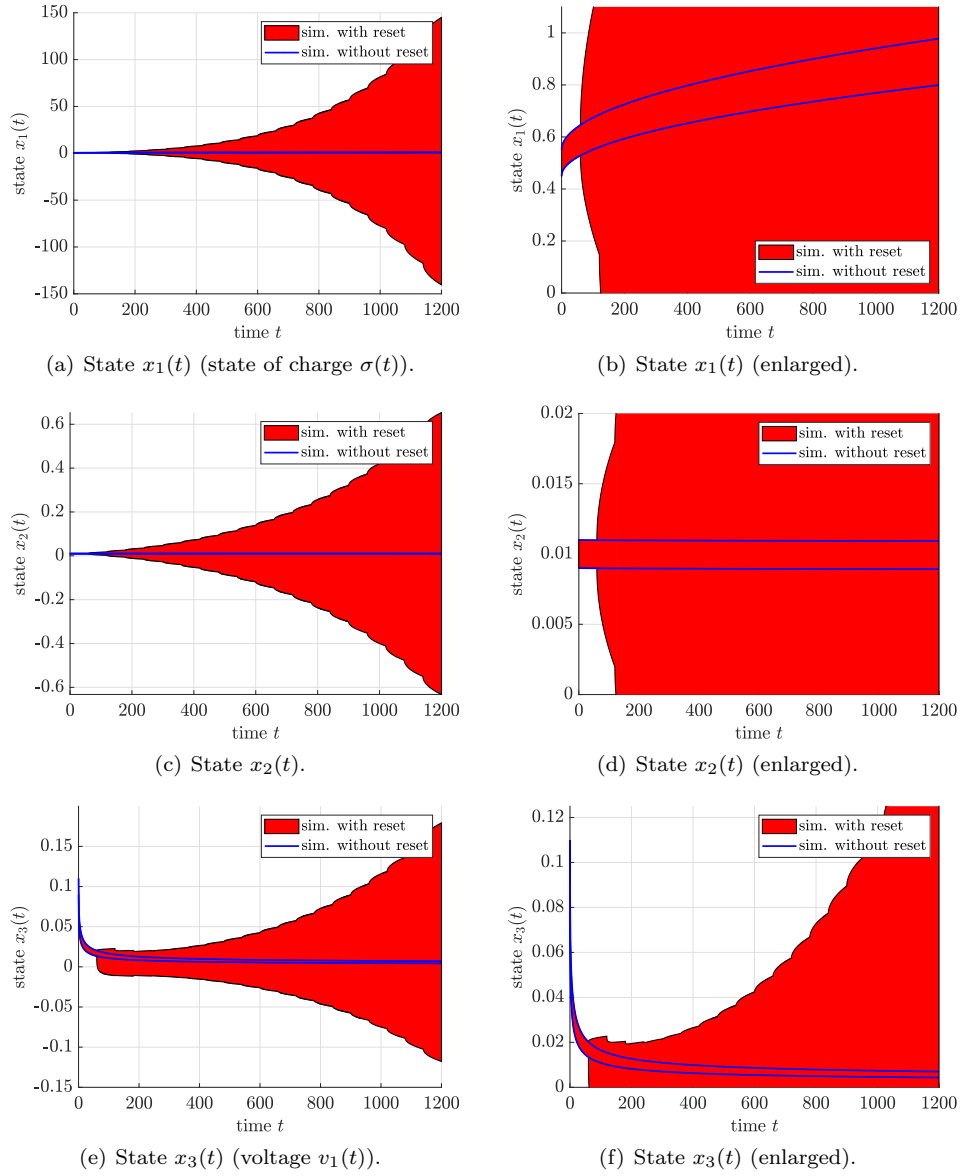 150
100
50
0
-50
-100
-150
state x₁(t)
sim. with reset
sim. without reset
0 200 400 600 800 1000 1200
time t
(a) State x₁(t) (state of charge σ(t)).
1
0.8
0.6
0.4
0.2
0
state x₁(t)
sim. with reset
sim. without reset
0 200 400 600 800 1000 1200
time t
(b) State x₁(t) (enlarged).
0.6
0.4
0.2
0
-0.2
-0.4
-0.6
state x₂(t)
sim. with reset
sim. without reset
0 200 400 600 800 1000 1200
time t
(c) State x₂(t).
0.02
0.015
0.01
0.005
0
state x₂(t)
sim. with reset
sim. without reset
0 200 400 600 800 1000 1200
time t
(d) State x₂(t) (enlarged).
0.15
0.1
0.05
0
-0.05
-0.1
-0.15
state x₃(t)
sim. with reset
sim. without reset
0 200 400 600 800 1000 1200
time t
(e) State x₃(t) (voltage v₁(t)).
0.12
0.1
0.08
0.06
0.04
0.02
0
state x₃(t)
sim. with reset
sim. without reset
0 200 400 600 800 1000 1200
time t
(f) State x₃(t) (enlarged).